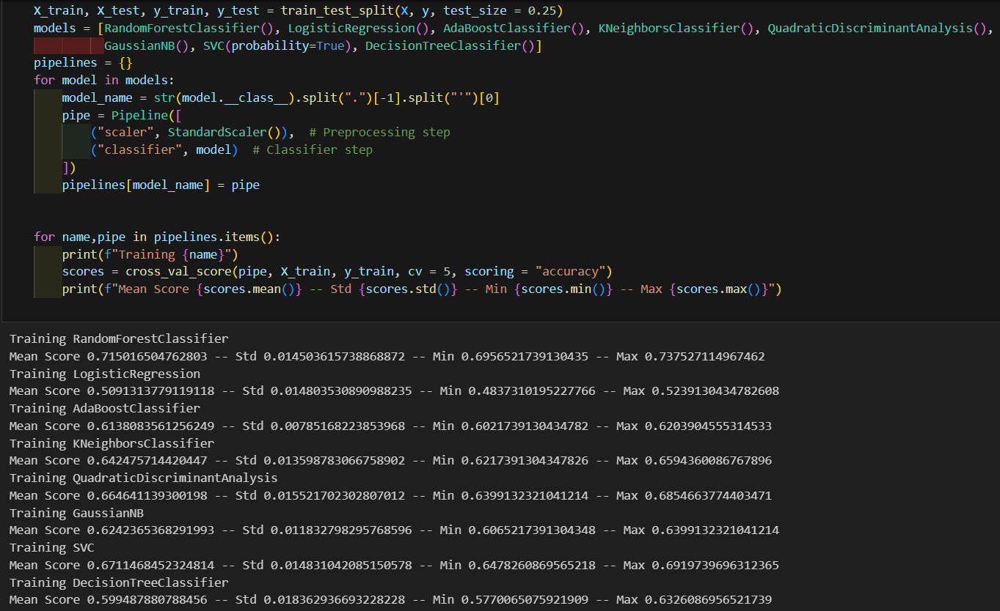 X_train, X_test, y_train, y_test = train_test_split(X, y, test_size = 0.25)
models = [RandomForestClassifier(), LogisticRegression(), AdaBoostClassifier(), KNeighborsClassifier(), QuadraticDiscriminantAnalysis(),
GaussianNB(), SVC(probability=True), DecisionTreeClassifier()]
pipelines = {}
for model in models:
model_name = str(model.__class__).split(".")[-1].split("'")[0]
pipe = Pipeline([
("scaler", StandardScaler()),  # Preprocessing step
("classifier", model)  # Classifier step
])
pipelines[model_name] = pipe
for name,pipe in pipelines.items():
print(f"Training {name}")
scores = cross_val_score(pipe, X_train, y_train, cv = 5, scoring = "accuracy")
print(f"Mean Score {scores.mean()} -- Std {scores.std()} -- Min {scores.min()} -- Max {scores.max()}")
Training RandomForestClassifier
Mean Score 0.715016504762803 -- Std 0.014503615738868872 -- Min 0.6956521739130435 -- Max 0.737527114967462
Training LogisticRegression
Mean Score 0.5091313779119118 -- Std 0.014803530890988235 -- Min 0.4837310195227766 -- Max 0.5239130434782608
Training AdaBoostClassifier
Mean Score 0.6138083561256249 -- Std 0.00785168223853968 -- Min 0.6021739130434782 -- Max 0.6203904555314533
Training KNeighborsClassifier
Mean Score 0.642475714420447 -- Std 0.013598783066758902 -- Min 0.6217391304347826 -- Max 0.6594360086767896
Training QuadraticDiscriminantAnalysis
Mean Score 0.664641139300198 -- Std 0.015521702302807012 -- Min 0.6399132321041214 -- Max 0.6854663774403471
Training GaussianNB
Mean Score 0.6242365368291993 -- Std 0.011832798295768596 -- Min 0.6065217391304348 -- Max 0.6399132321041214
Training SVC
Mean Score 0.6711468452324814 -- Std 0.014831042085150578 -- Min 0.6478260869565218 -- Max 0.6919739696312365
Training DecisionTreeClassifier
Mean Score 0.599487880788456 -- Std 0.018362936693228228 -- Min 0.5770065075921909 -- Max 0.6326086956521739